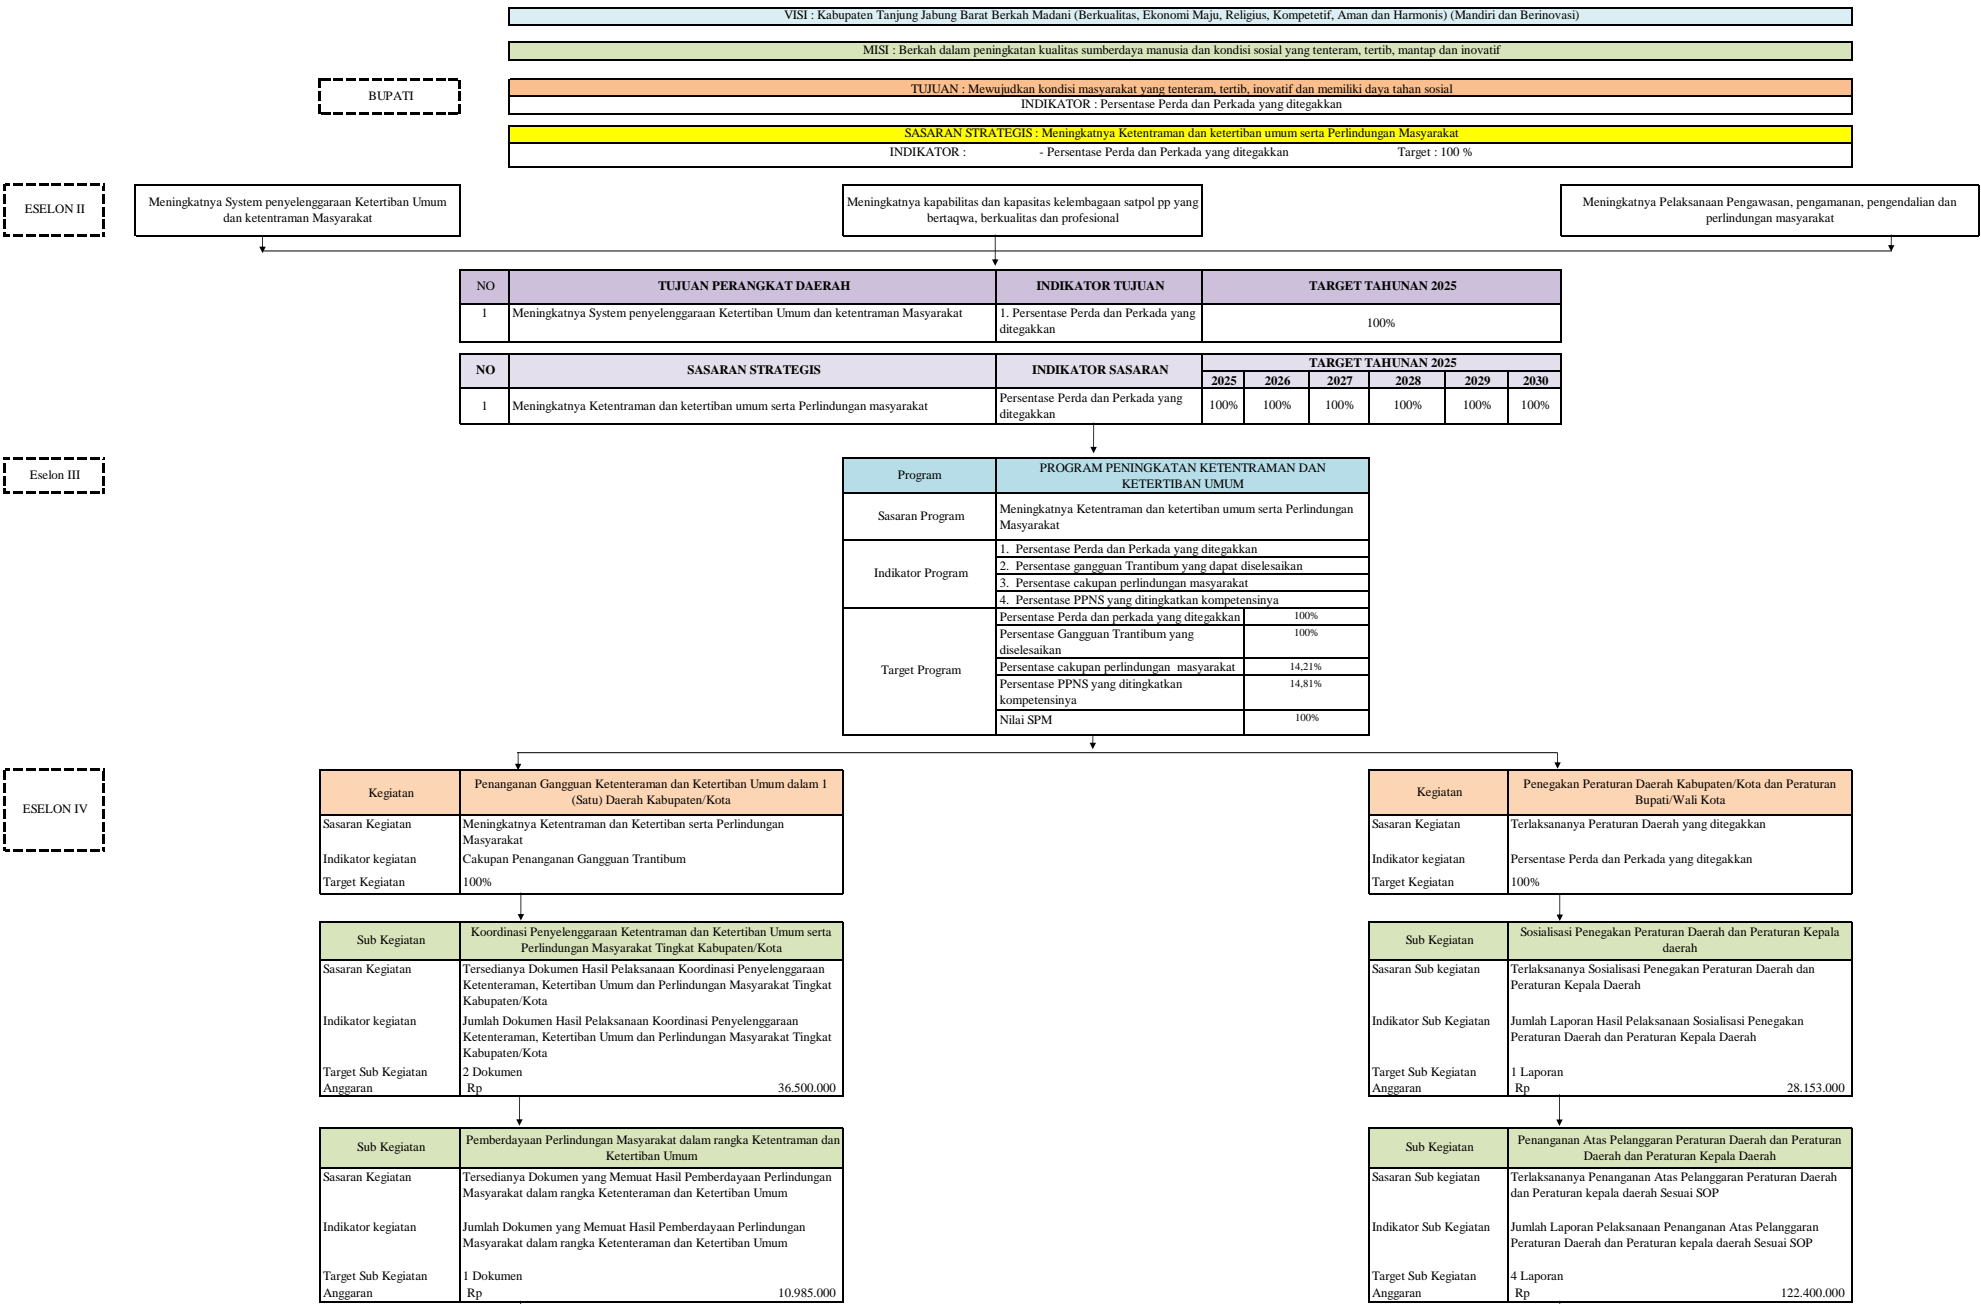 VISI : Kabupaten Tanjung Jabung Barat Berkah Madani (Berkualitas, Ekonomi Maju, Religius, Kompetetif, Aman dan Harmonis) (Mandiri dan Berinovasi)
MISI : Berkah dalam peningkatan kualitas sumberdaya manusia dan kondisi sosial yang tenteram, tertib, mantap dan inovatif
BUPATI
TUJUAN : Mewujudkan kondisi masyarakat yang tenteram, tertib, inovatif dan memiliki daya tahan sosial
INDIKATOR : Persentase Perda dan Perkada yang ditegakkan
SASARAN STRATEGIS : Meningkatnya Ketentraman dan ketertiban umum serta Perlindungan Masyarakat
INDIKATOR : - Persentase Perda dan Perkada yang ditegakkan Target : 100 %
ESELON II
Meningkatnya System penyelenggaraan Ketertiban Umum
dan ketentraman Masyarakat
Meningkatnya kapabilitas dan kapasitas kelembagaan satpol pp yang
bertaqwa, berkualitas dan profesional
Meningkatnya Pelaksanaan Pengawasan, pengamanan, pengendalian dan
perlindungan masyarakat
NO TUJUAN PERANGKAT DAERAH INDIKATOR TUJUAN TARGET TAHUNAN 2025
1 Meningkatnya System penyelenggaraan Ketertiban Umum dan ketentraman Masyarakat 1. Persentase Perda dan Perkada yang
ditegakkan 100%
NO SASARAN STRATEGIS INDIKATOR SASARAN TARGET TAHUNAN 2025
2025 2026 2027 2028 2029 2030
1 Meningkatnya Ketentraman dan ketertiban umum serta Perlindungan masyarakat Persentase Perda dan Perkada yang
ditegakkan 100% 100% 100% 100% 100% 100%
Eselon III
Program PROGRAM PENINGKATAN KETENTRAMAN DAN
KETERTIBAN UMUM
Sasaran Program Meningkatnya Ketentraman dan ketertiban umum serta Perlindungan
Masyarakat
Indikator Program
1. Persentase Perda dan Perkada yang ditegakkan
2. Persentase gangguan Trantibum yang dapat diselesaikan
3. Persentase cakupan perlindungan masyarakat
4. Persentase PPNS yang ditingkatkan kompetensinya
Target Program
Persentase Perda dan perkada yang ditegakkan 100%
Persentase Gangguan Trantibum yang 100%
diselesaikan
Persentase cakupan perlindungan masyarakat 14,21%
Persentase PPNS yang ditingkatkan 14,81%
kompetensinya
Nilai SPM 100%
ESELON IV
Kegiatan Penanganan Gangguan Ketenteraman dan Ketertiban Umum dalam 1
(Satu) Daerah Kabupaten/Kota
Sasaran Kegiatan Meningkatnya Ketentraman dan Ketertiban serta Perlindungan
Masyarakat
Indikator kegiatan Cakupan Penanganan Gangguan Trantibum
Target Kegiatan 100%
Kegiatan Penegakan Peraturan Daerah Kabupaten/Kota dan Peraturan
Bupati/Wali Kota
Sasaran Kegiatan Terlaksananya Peraturan Daerah yang ditegakkan
Indikator kegiatan Persentase Perda dan Perkada yang ditegakkan
Target Kegiatan 100%
Sub Kegiatan Koordinasi Penyelenggaraan Ketentraman dan Ketertiban Umum serta
Perlindungan Masyarakat Tingkat Kabupaten/Kota
Sasaran Kegiatan Tersedianya Dokumen Hasil Pelaksanaan Koordinasi Penyelenggaraan
Ketenteraman, Ketertiban Umum dan Perlindungan Masyarakat Tingkat
Kabupaten/Kota
Indikator kegiatan Jumlah Dokumen Hasil Pelaksanaan Koordinasi Penyelenggaraan
Ketenteraman, Ketertiban Umum dan Perlindungan Masyarakat Tingkat
Kabupaten/Kota
Target Sub Kegiatan 2 Dokumen
Anggaran Rp 36.500.000
Sub Kegiatan Sosialisasi Penegakan Peraturan Daerah dan Peraturan Kepala
daerah
Sasaran Sub kegiatan Terlaksananya Sosialisasi Penegakan Peraturan Daerah dan
Peraturan Kepala Daerah
Indikator Sub Kegiatan Jumlah Laporan Hasil Pelaksanaan Sosialisasi Penegakan
Peraturan Daerah dan Peraturan Kepala Daerah
Target Sub Kegiatan 1 Laporan
Anggaran Rp 28.153.000
Sub Kegiatan Pemberdayaan Perlindungan Masyarakat dalam rangka Ketentraman dan
Ketertiban Umum
Sasaran Kegiatan Tersedianya Dokumen yang Memuat Hasil Pemberdayaan Perlindungan
Masyarakat dalam rangka Ketenteraman dan Ketertiban Umum
Indikator kegiatan Jumlah Dokumen yang Memuat Hasil Pemberdayaan Perlindungan
Masyarakat dalam rangka Ketenteraman dan Ketertiban Umum
Target Sub Kegiatan 1 Dokumen
Anggaran Rp 10.985.000
Sub Kegiatan Penanganan Atas Pelanggaran Peraturan Daerah dan Peraturan
Daerah dan Peraturan Kepala Daerah
Sasaran Sub kegiatan Terlaksananya Penanganan Atas Pelanggaran Peraturan Daerah
dan Peraturan kepala daerah Sesuai SOP
Indikator Sub Kegiatan Jumlah Laporan Pelaksanaan Penanganan Atas Pelanggaran
Peraturan Daerah dan Peraturan kepala daerah Sesuai SOP
Target Sub Kegiatan 4 Laporan
Anggaran Rp 122.400.000